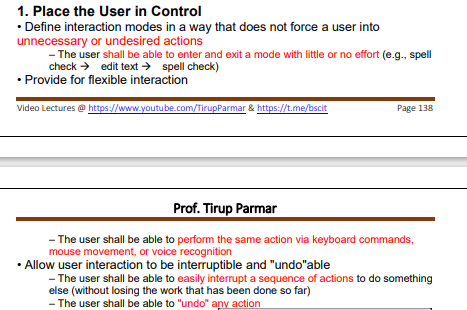 1. Place the User in Control
• Define interaction modes in a way that does not force a user into
unnecessary or undesired actions
– The user shall be able to enter and exit a mode with little or no effort (e.g., spell
check → edit text → spell check)
• Provide for flexible interaction
Video Lectures @ https://www.youtube.com/TirupParmar & https://t.me/bscit Page 138
Prof. Tirup Parmar
– The user shall be able to perform the same action via keyboard commands,
mouse movement, or voice recognition
• Allow user interaction to be interruptible and "undo"able
– The user shall be able to easily interrupt a sequence of actions to do something
else (without losing the work that has been done so far)
– The user shall be able to "undo" any action